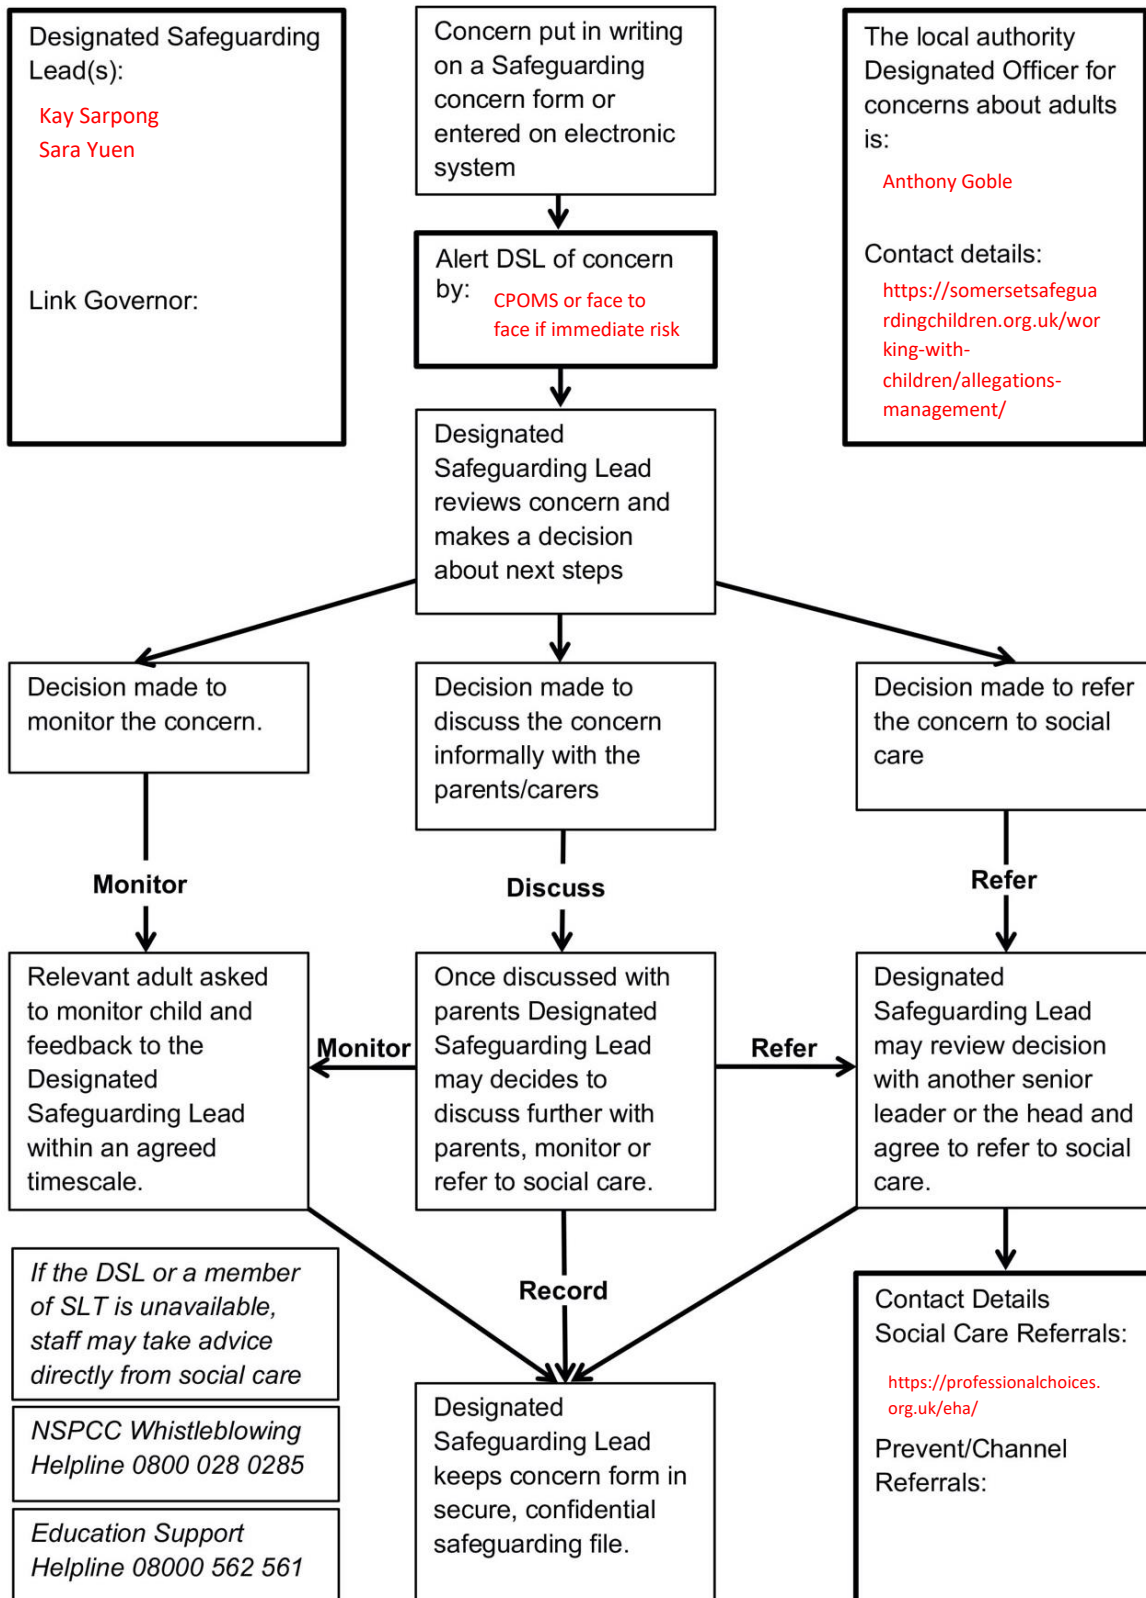 Designated Safeguarding
Lead(s):
Kay Sarpong
Sara Yuen
Link Governor:
Concern put in writing
on a Safeguarding
concern form or
entered on electronic
system
The local authority
Designated Officer for
concerns about adults
is:
Anthony Goble
Contact details:
https://somersetsafegua
rdingchildren.org.uk/wor
king-with-
children/allegations-
management/
Alert DSL of concern
by:
CPOMS or face to
face if immediate risk
Designated
Safeguarding Lead
reviews concern and
makes a decision
about next steps
Decision made to
monitor the concern.
Decision made to
discuss the concern
informally with the
parents/carers
Decision made to refer
the concern to social
care
Monitor
Discuss
Refer
Relevant adult asked
to monitor child and
feedback to the
Designated
Safeguarding Lead
within an agreed
timescale.
Monitor
Once discussed with
parents Designated
Safeguarding Lead
may decides to
discuss further with
parents, monitor or
refer to social care.
Refer
Designated
Safeguarding Lead
may review decision
with another senior
leader or the head and
agree to refer to social
care.
If the DSL or a member
of SLT is unavailable,
staff may take advice
directly from social care
NSPCC Whistleblowing
Helpline 0800 028 0285
Education Support
Helpline 08000 562 561
Record
Designated
Safeguarding Lead
keeps concern form in
secure, confidential
safeguarding file.
Contact Details
Social Care Referrals:
https://professionalchoices.
org.uk/eha/
Prevent/Channel
Referrals: